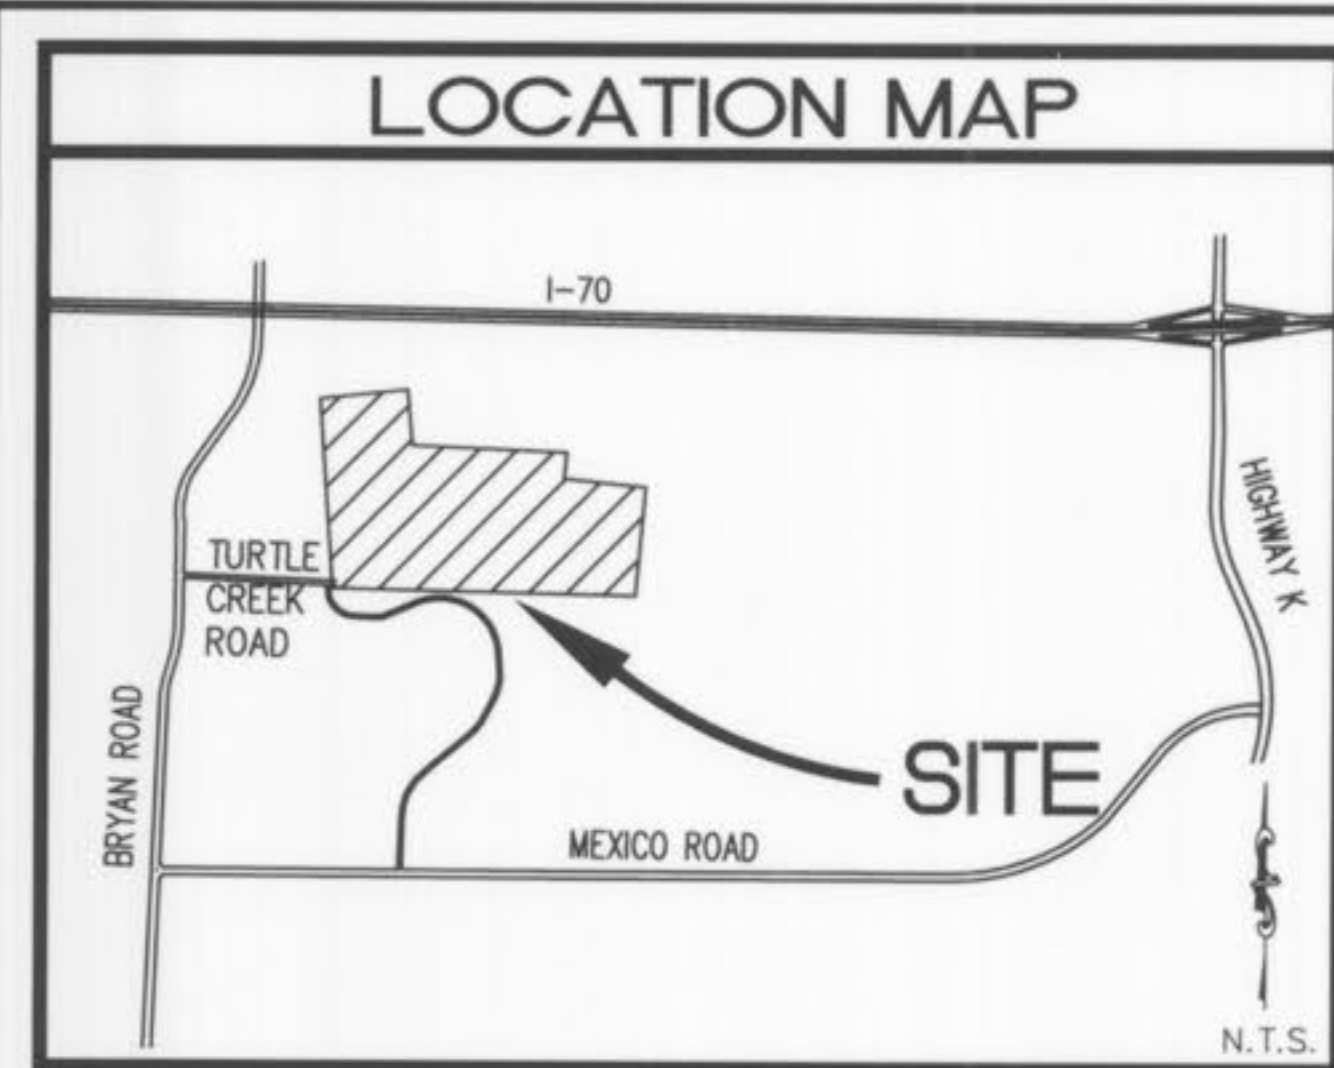 LOCATION MAP
I-70
HIGHWAY K
TURTLE
CREEK
ROAD
BRYAN ROAD
SITE
MEXICO ROAD
N.T.S.